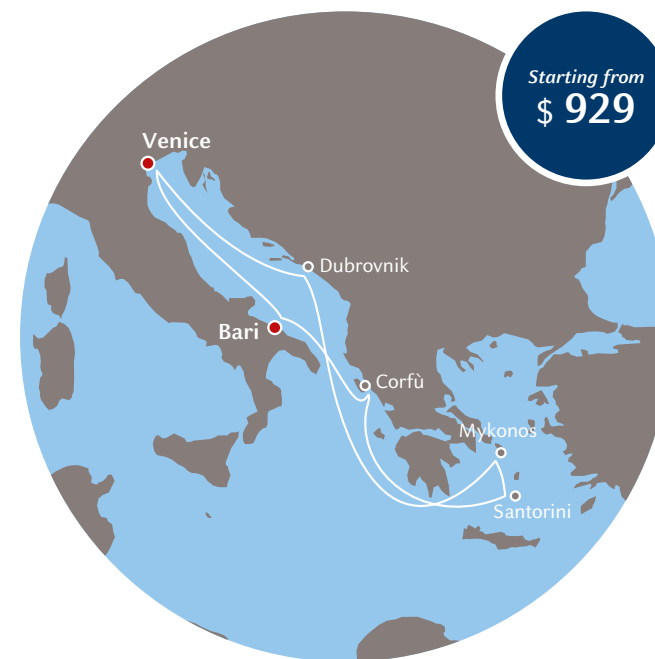 Starting from
$ 929
Venice
Dubrovnik
Bari
Corfù
Mykonos
Santorini